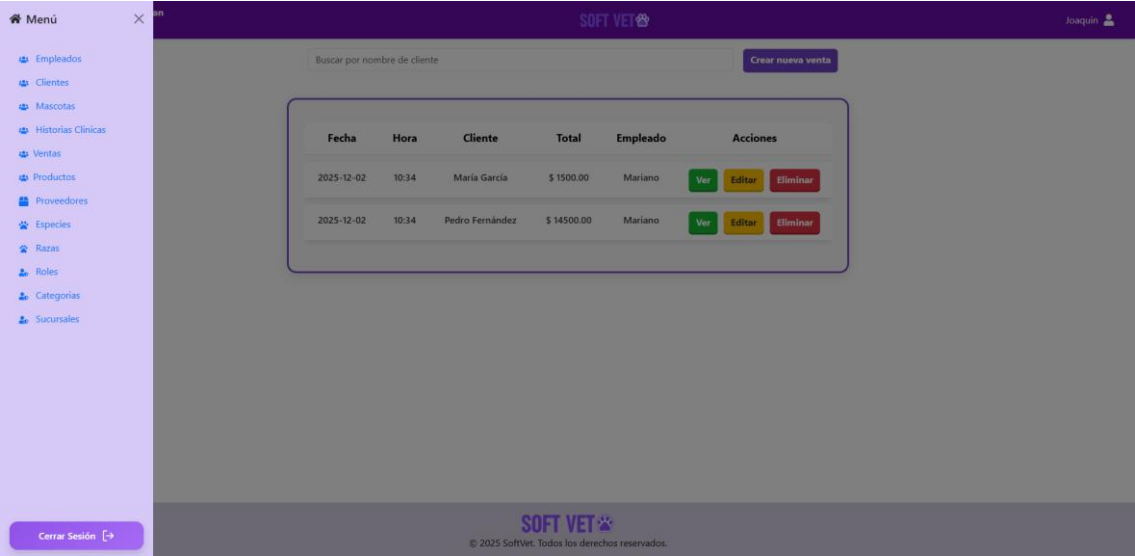 Menú
an
SOFT VET
Joaquin
Empleados
Clientes
Mascotas
Historias Clínicas
Ventas
Productos
Proveedores
Especies
Razas
Roles
Categorías
Sucursales
Cerrar Sesión
Buscar por nombre de cliente
Crear nueva venta
Fecha Hora Cliente Total Empleado Acciones
2025-12-02 10:34 María García $ 1500.00 Mariano Ver Editar Eliminar
2025-12-02 10:34 Pedro Fernández $ 14500.00 Mariano Ver Editar Eliminar
SOFT VET
© 2025 SoftVet. Todos los derechos reservados.